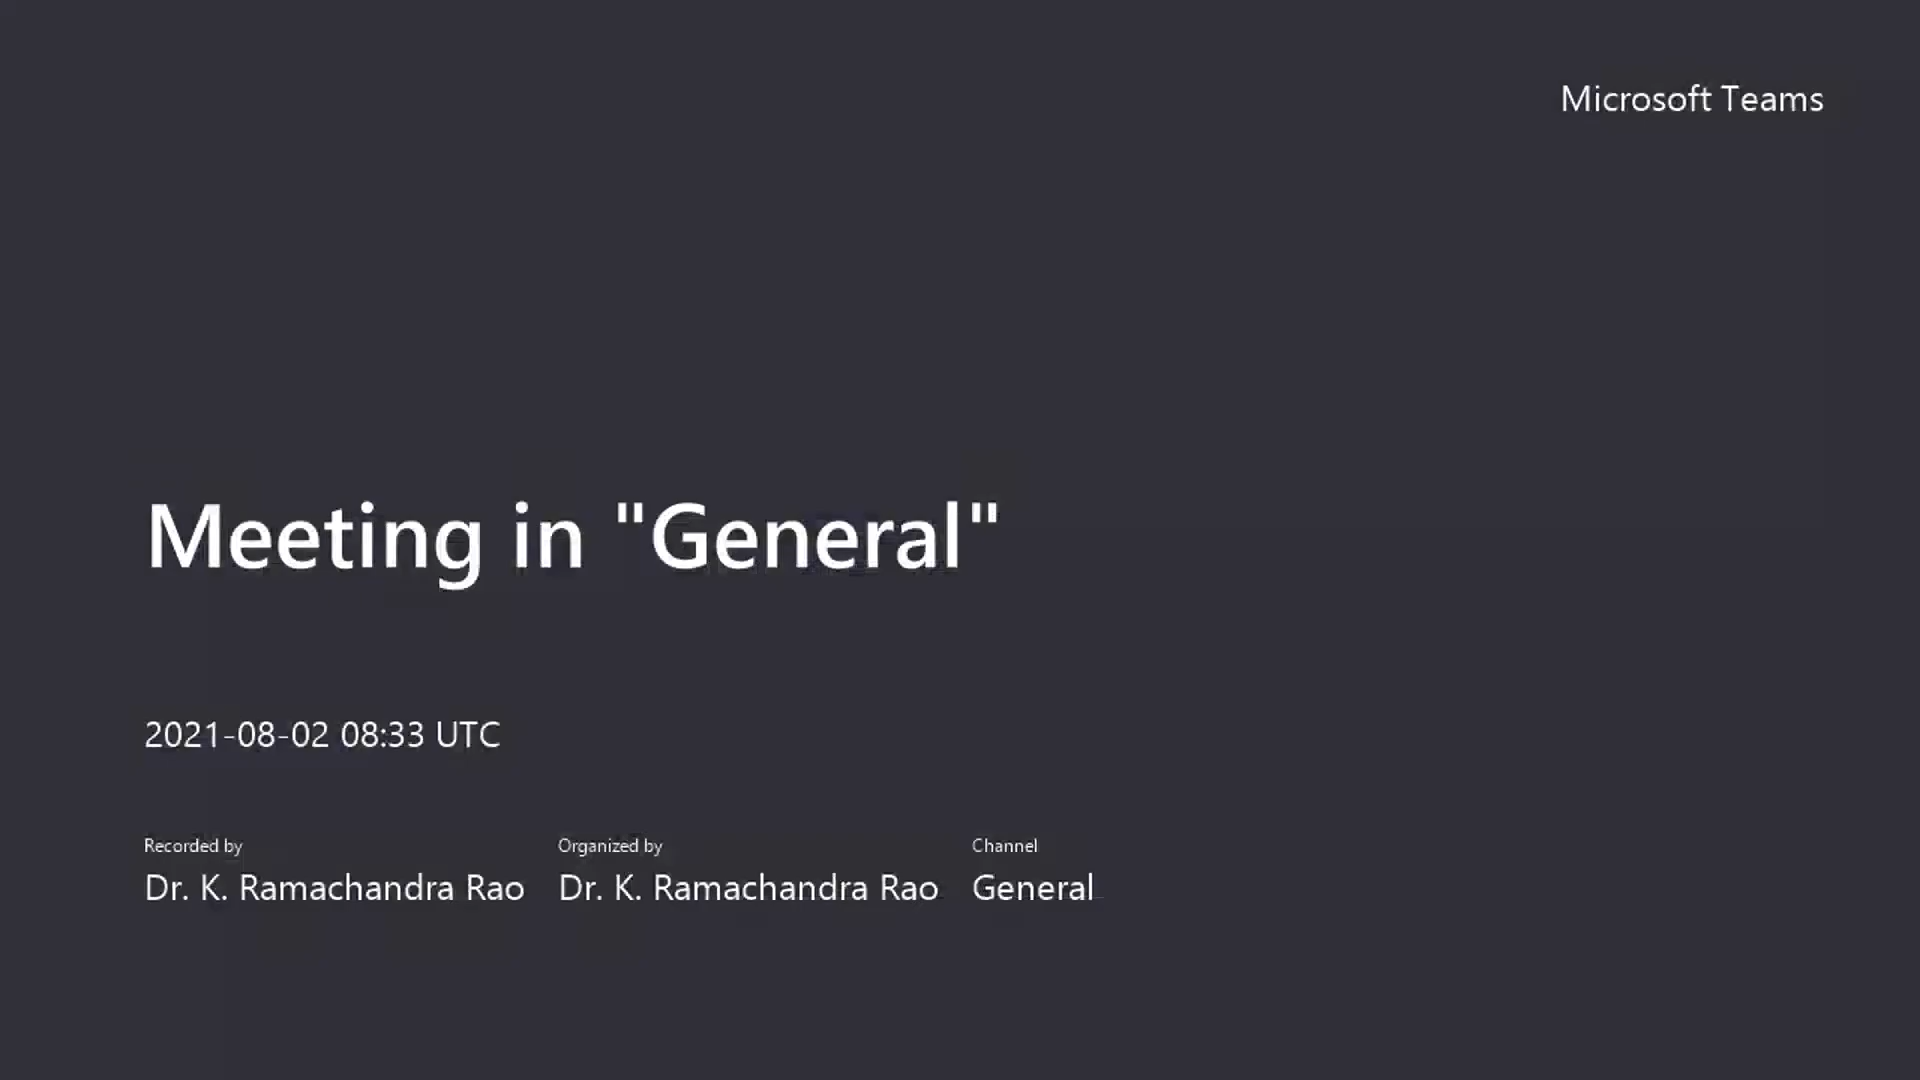 Microsoft Teams
Meeting in "General"
2021-08-02 08:33 UTC
Recorded by Organized by Channel
Dr. K. Ramachandra Rao Dr. K. Ramachandra Rao General